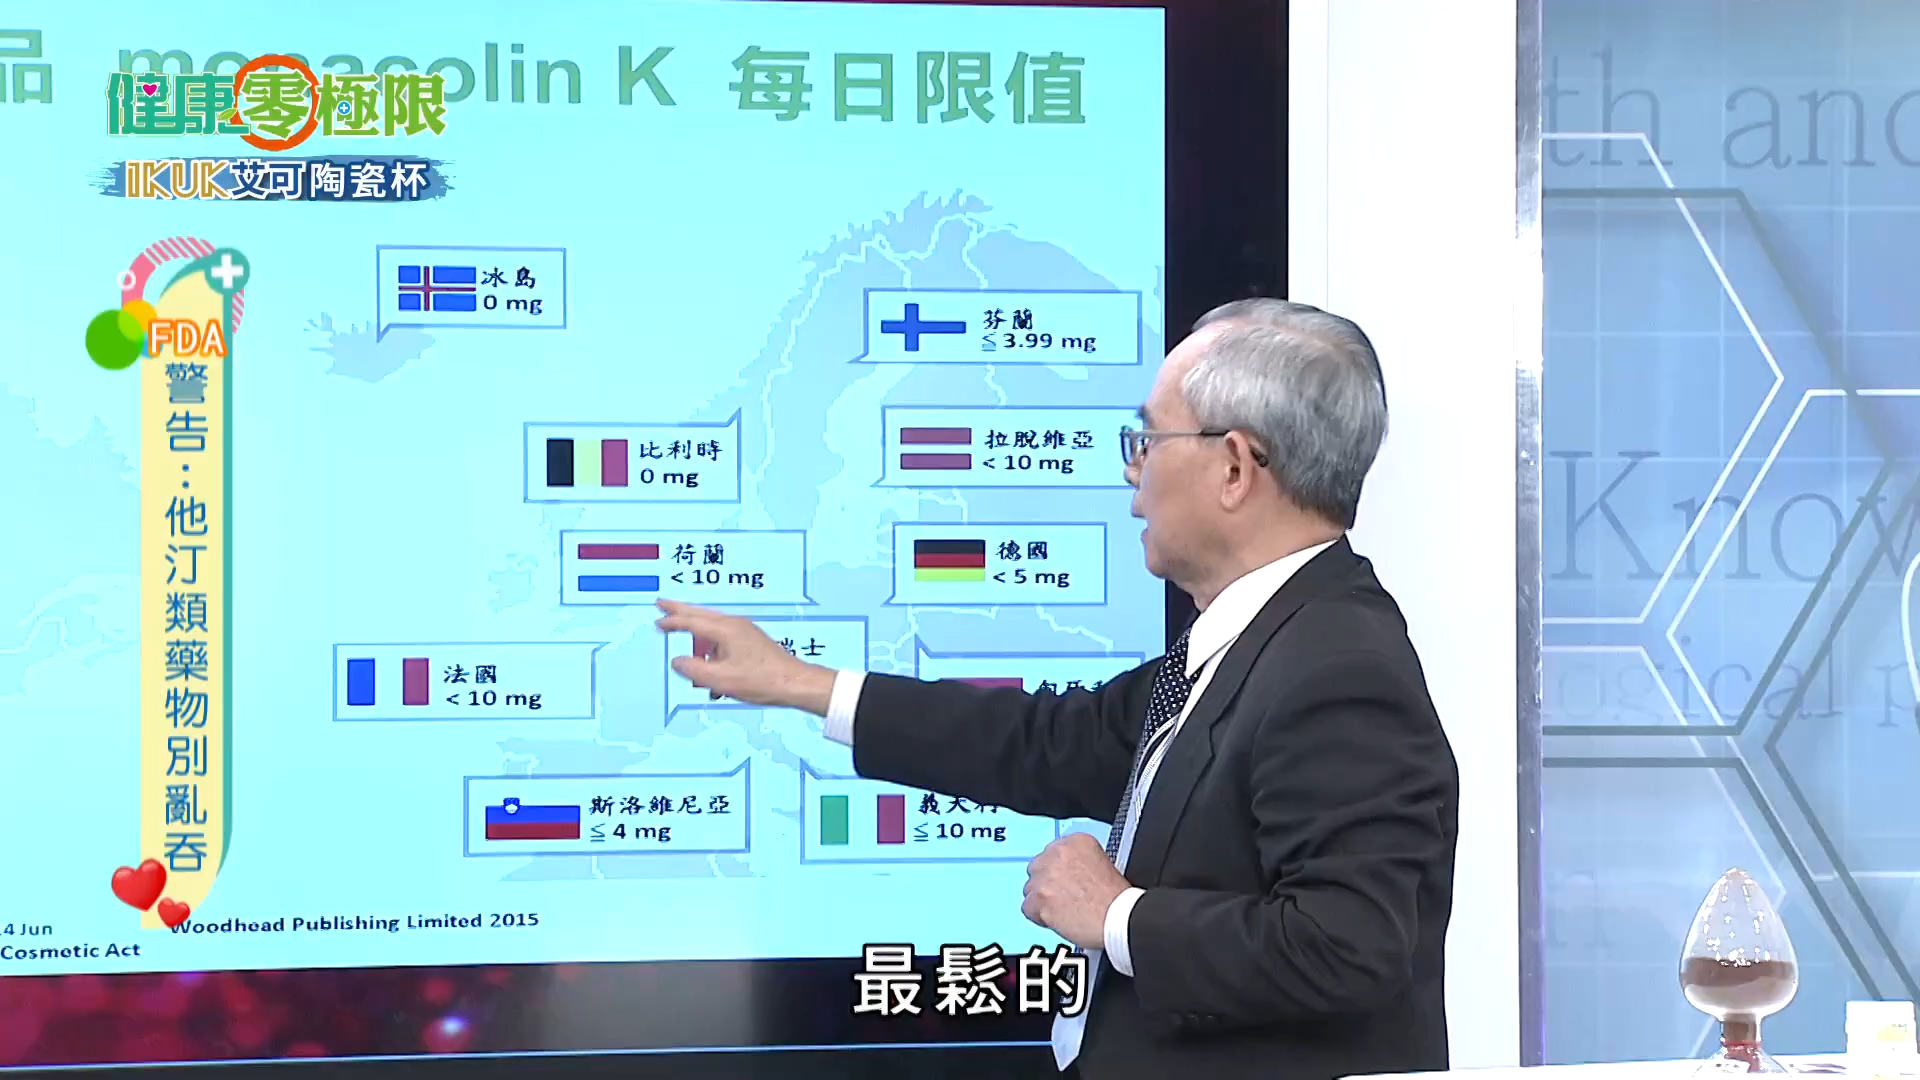 品 monacolin K 每日限值
健康零極限
IKUK艾可陶瓷杯
FDA
警告：他汀類藥物別亂吞
冰島
0 mg
芬蘭
≦ 3.99 mg
比利時
0 mg
拉脫維亞
< 10 mg
荷蘭
< 10 mg
德國
< 5 mg
法國
< 10 mg
瑞士
斯洛維尼亞
≦ 4 mg
義大利
≦ 10 mg
4 Jun
Woodhead Publishing Limited 2015
Cosmetic Act
最鬆的
th and
Know
ogical p